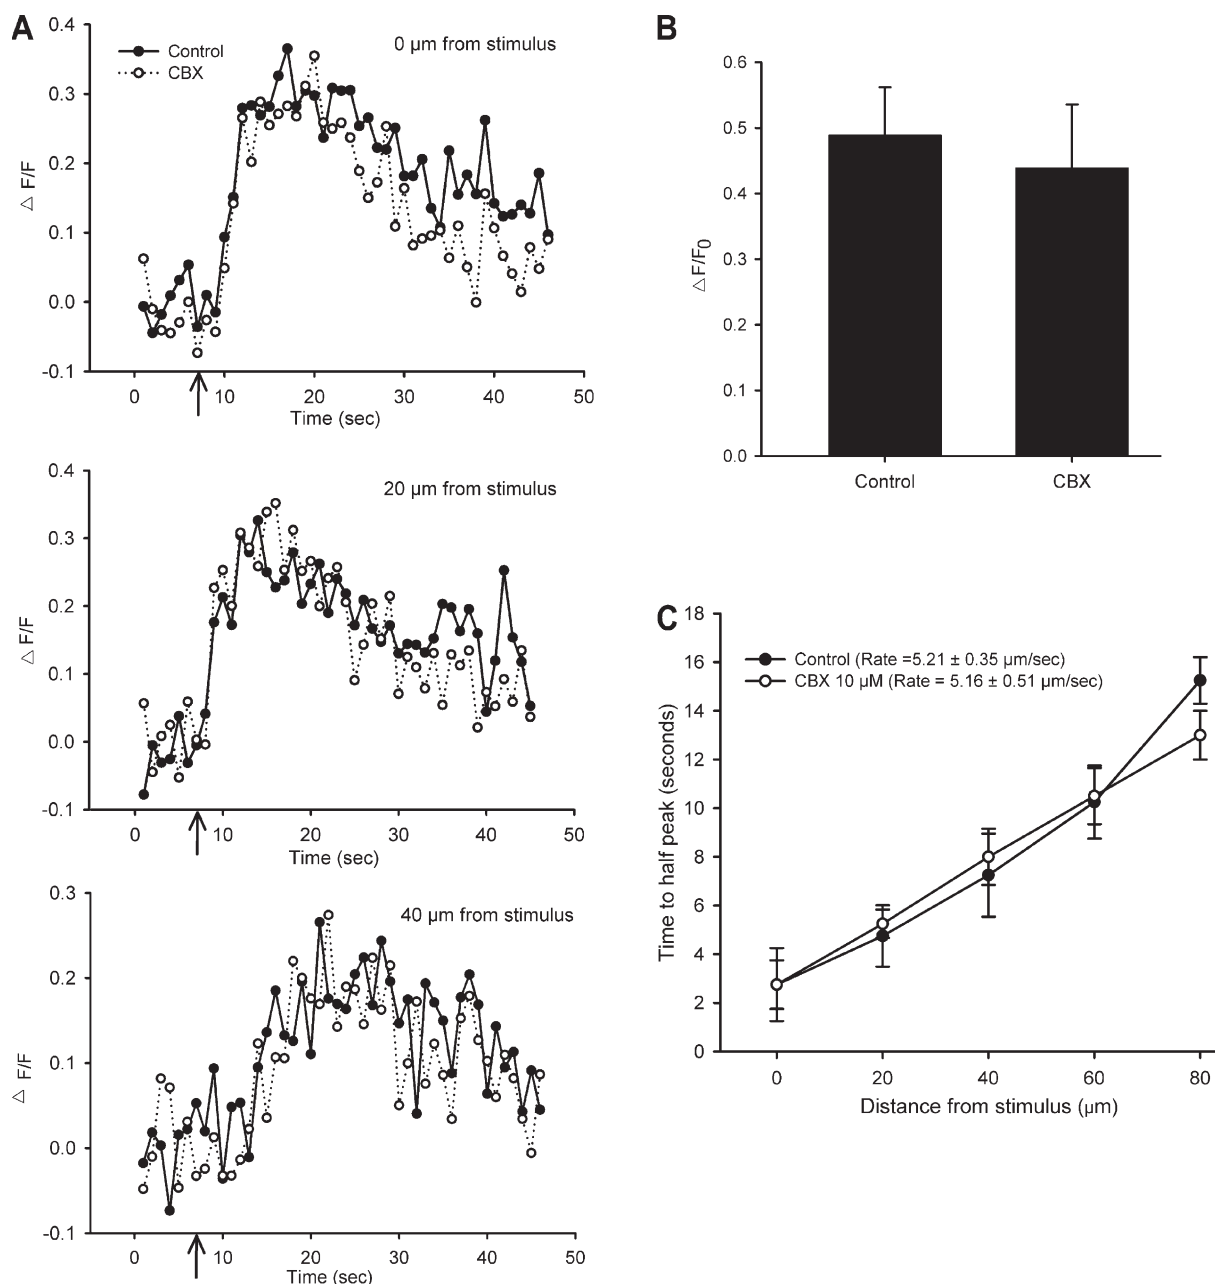 A
0.4
0.3
0.2
0.1
0.0
-0.1
△ F/F
Control
CBX
0 µm from stimulus
0 10 20 30 40 50
Time (sec)
0.4
0.3
0.2
0.1
0.0
-0.1
△ F/F
20 µm from stimulus
0 10 20 30 40 50
Time (sec)
0.3
0.2
0.1
0.0
-0.1
△ F/F
40 µm from stimulus
0 10 20 30 40 50
Time (sec)
B
0.6
0.5
0.4
0.3
0.2
0.1
0.0
△F/F0
Control CBX
C
18
16
14
12
10
8
6
4
2
0
Time to half peak (seconds)
Control (Rate =5.21 ± 0.35 µm/sec)
CBX 10 µM (Rate = 5.16 ± 0.51 µm/sec)
0 20 40 60 80
Distance from stimulus (µm)